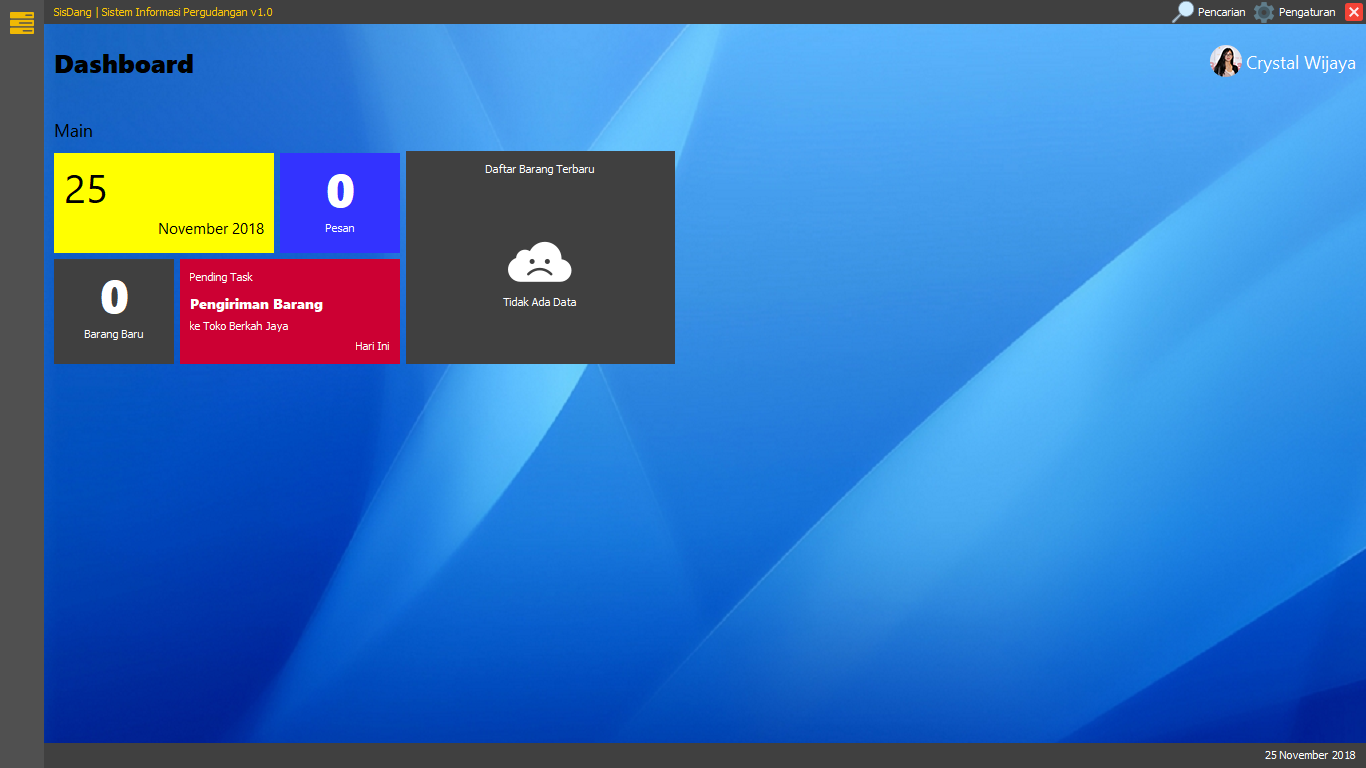 SisDang | Sistem Informasi Pergudangan v1.0
Pencarian
Pengaturan
Dashboard
Crystal Wijaya
Main
25
November 2018
0
Pesan
Daftar Barang Terbaru
Tidak Ada Data
0
Barang Baru
Pending Task
Pengiriman Barang
ke Toko Berkah Jaya
Hari Ini
25 November 2018